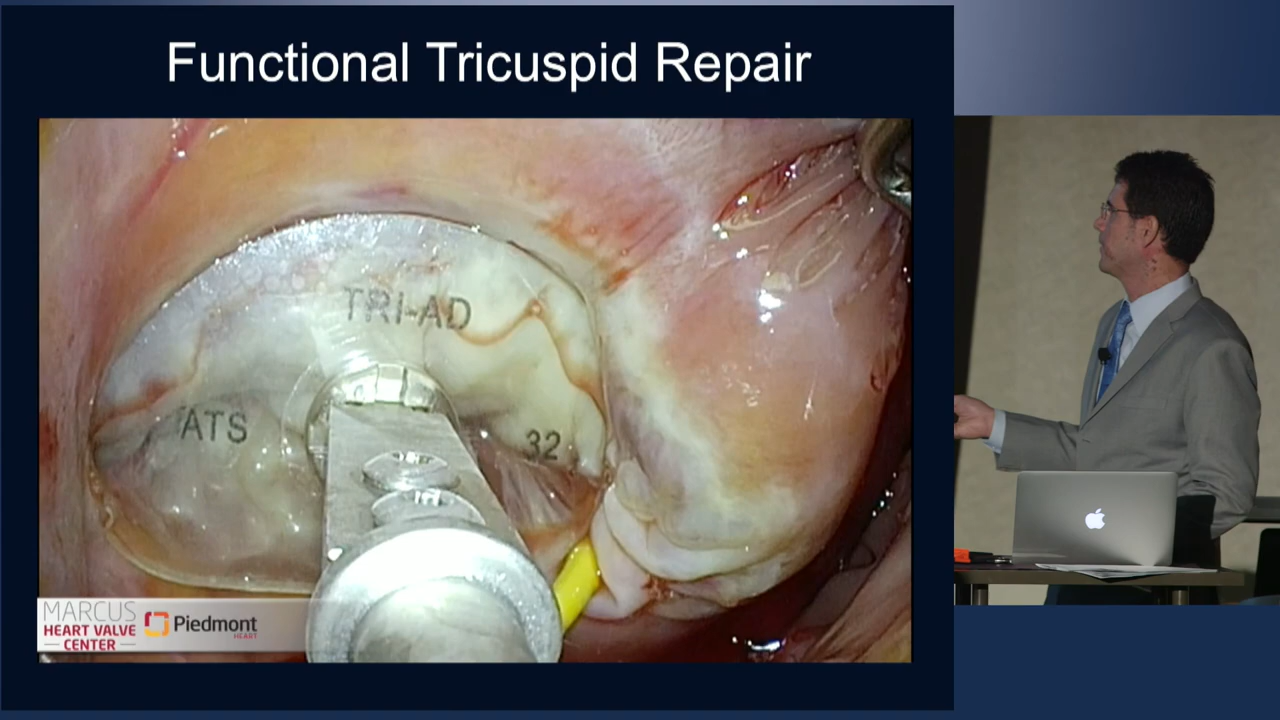 Functional Tricuspid Repair
TRI-AD
ATS
32
MARCUS
HEART VALVE
CENTER
Piedmont
HEART